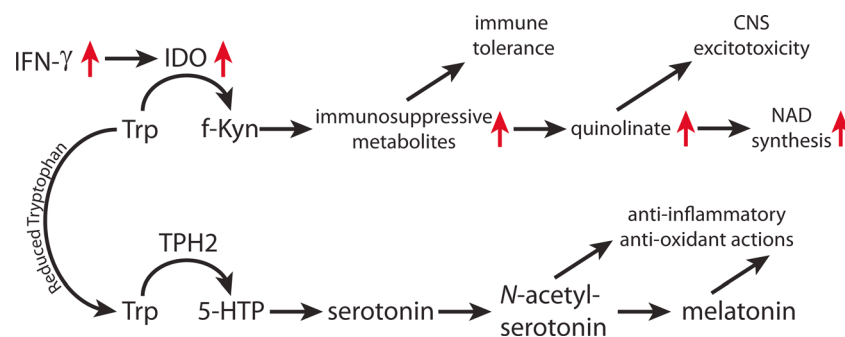 immune
tolerance
CNS
excitotoxicity
IFN-γ
IDO
Trp
f-Kyn
immunosuppressive
metabolites
quinolinate
NAD
synthesis
Reduced Tryptophan
TPH2
Trp
5-HTP
serotonin
N-acetyl-
serotonin
melatonin
anti-inflammatory
anti-oxidant actions